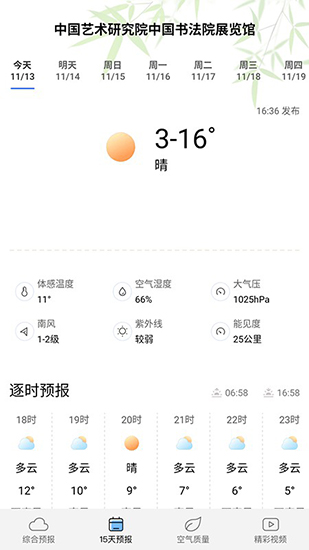 中国艺术研究院中国书法院展览馆
今天 明天 周日 周一 周二 周三 周四
11/13 11/14 11/15 11/16 11/17 11/18 11/19
16:36 发布
3-16°
晴
体感温度 空气湿度 大气压
11° 66% 1025hPa
南风 紫外线 能见度
1-2级 较弱 25公里
逐时预报 06:58 16:58
18时 19时 20时 21时 22时 23时
多云 多云 晴 多云 多云 多云
12° 10° 9° 7° 6° 5°
综合预报 15天预报 空气质量 精彩视频